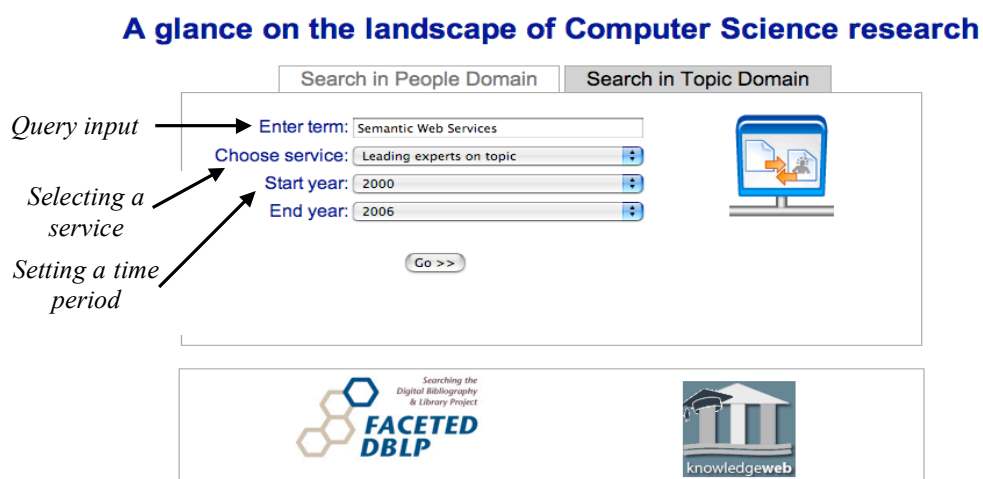 A glance on the landscape of Computer Science research
Search in People Domain
Search in Topic Domain
Query input
Enter term: Semantic Web Services
Choose service: Leading experts on topic
Selecting a
service
Start year: 2000
End year: 2006
Setting a time
period
Go >>
Searching the
Digital Bibliography
& Library Project
FACETED
DBLP
knowledgeweb